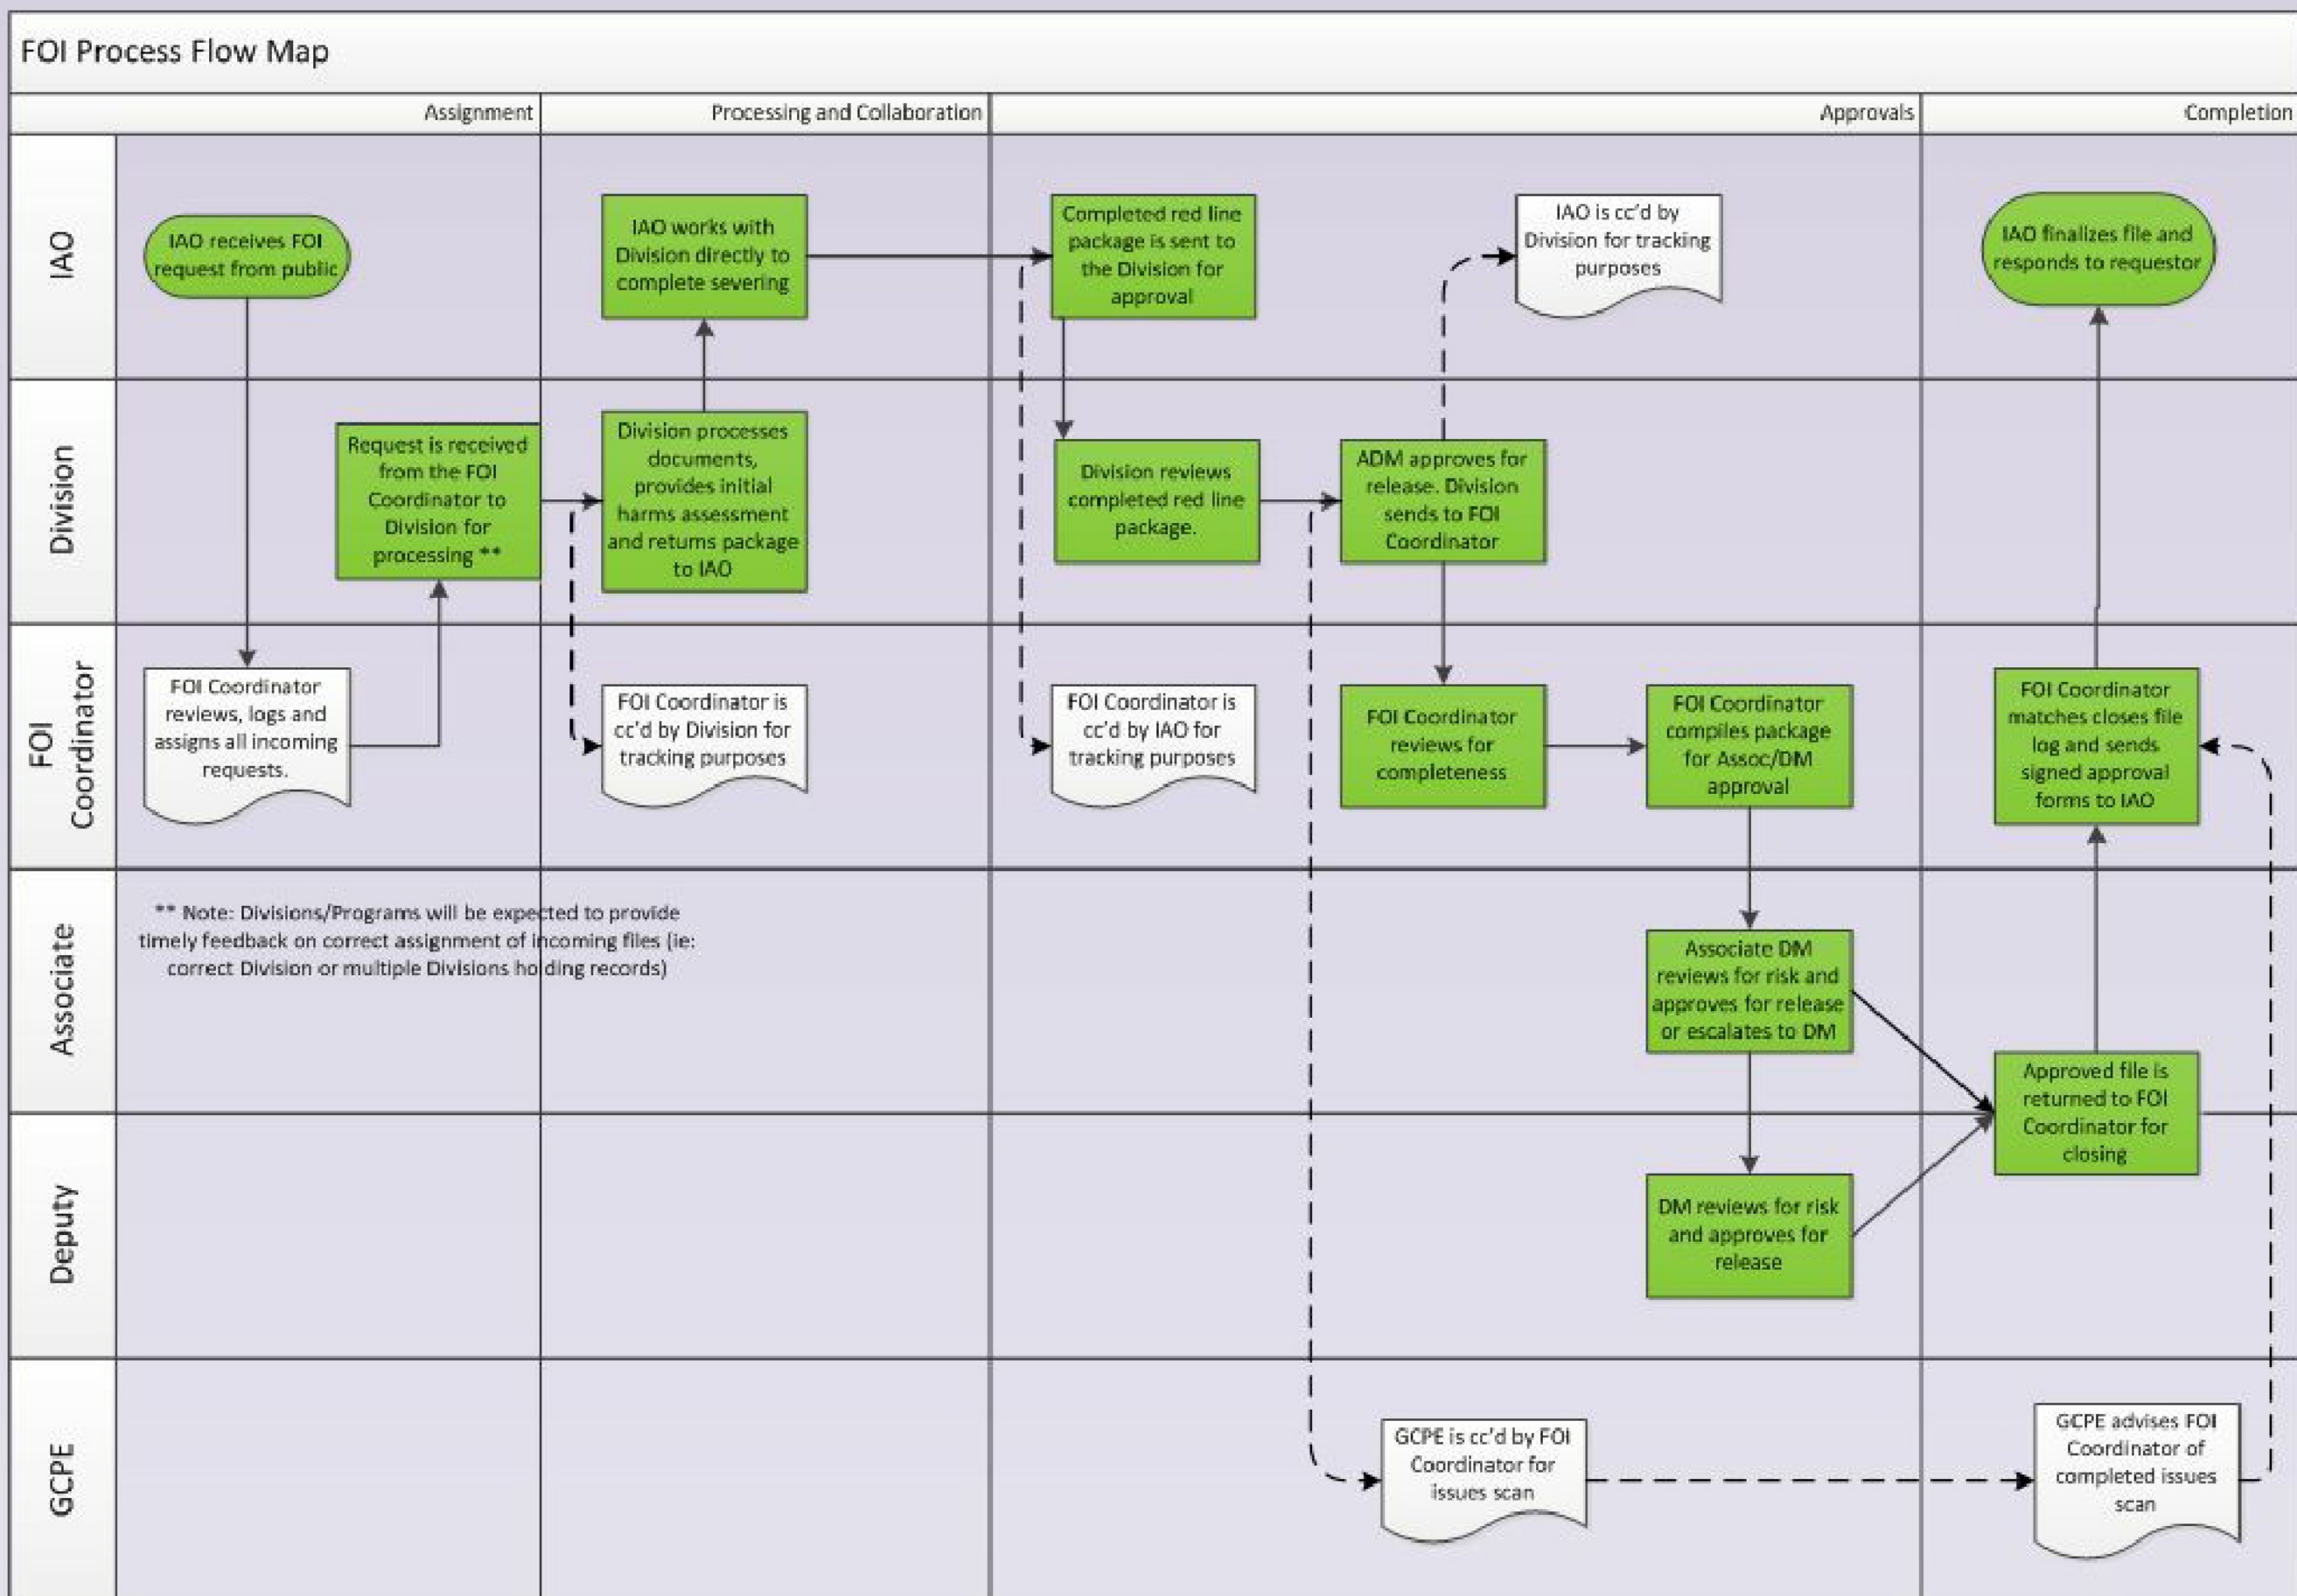 FOI Process Flow Map
Assignment
Processing and Collaboration
Approvals
Completion
IAO
IAO receives FOI
request from public
IAO works with
Division directly to
complete severing
Completed red line
package is sent to
the Division for
approval
IAO is cc'd by
Division for tracking
purposes
IAO finalizes file and
responds to requestor
Division
Request is received
from the FOI
Coordinator to
Division for
processing **
Division processes
documents,
provides initial
harms assessment
and returns package
to IAO
Division reviews
completed red line
package.
ADM approves for
release. Division
sends to FOI
Coordinator
FOI
Coordinator
FOI Coordinator
reviews, logs and
assigns all incoming
requests.
FOI Coordinator is
cc'd by Division for
tracking purposes
FOI Coordinator is
cc'd by IAO for
tracking purposes
FOI Coordinator
reviews for
completeness
FOI Coordinator
compiles package
for Assoc/DM
approval
FOI Coordinator
matches closes file
log and sends
signed approval
forms to IAO
Associate
** Note: Divisions/Programs will be expected to provide
timely feedback on correct assignment of incoming files (ie:
correct Division or multiple Divisions holding records)
Associate DM
reviews for risk and
approves for release
or escalates to DM
Approved file is
returned to FOI
Coordinator for
closing
Deputy
DM reviews for risk
and approves for
release
GCPE
GCPE is cc'd by FOI
Coordinator for
issues scan
GCPE advises FOI
Coordinator of
completed issues
scan